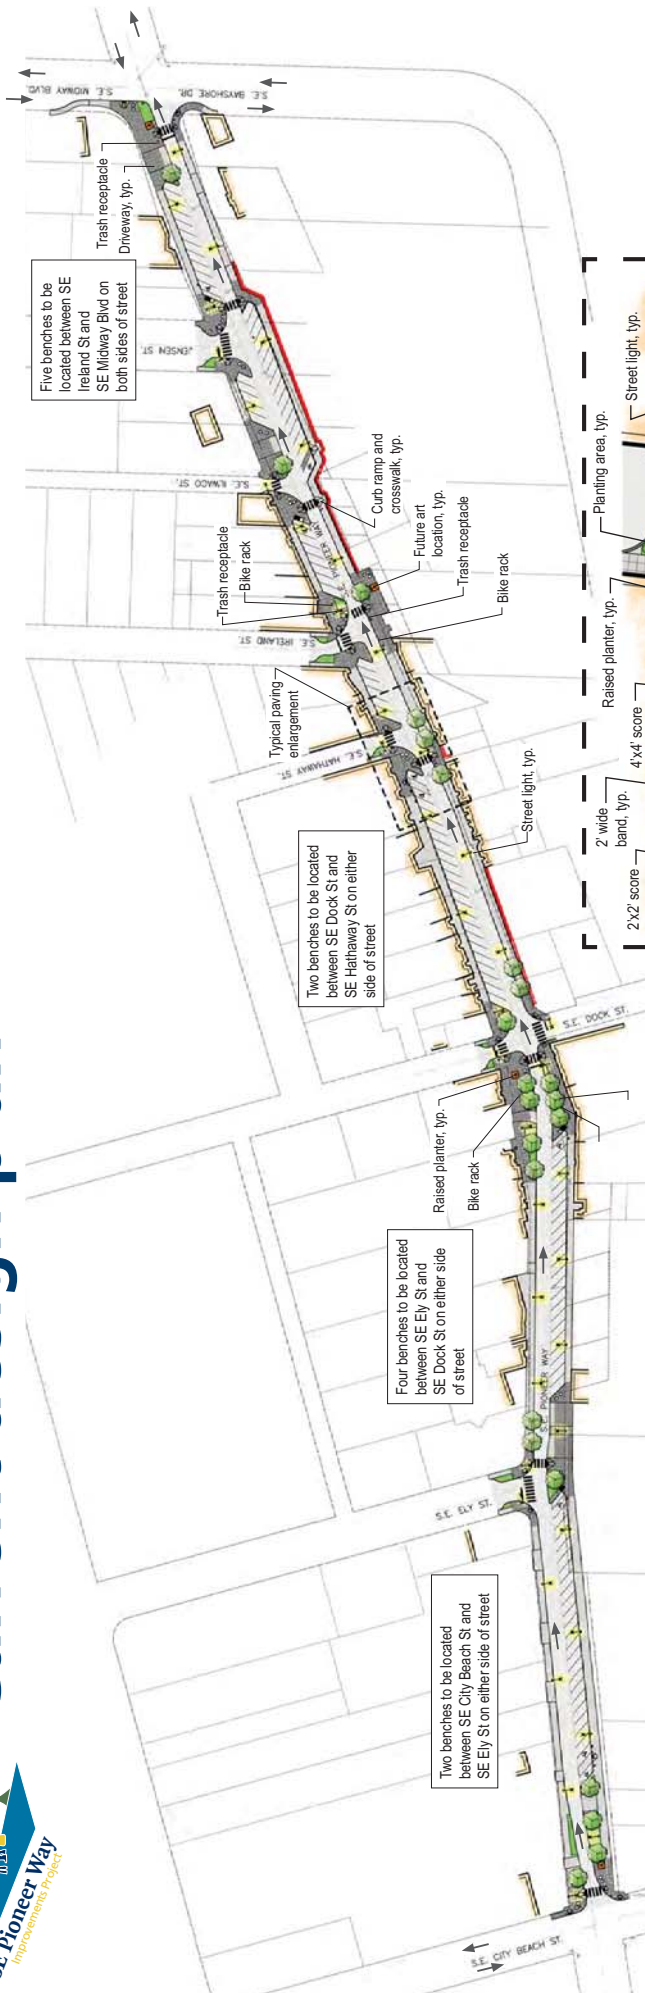 SE Pioneer Way
Improvements Project
S.E. CITY BEACH ST.
Two benches to be located
between SE City Beach St and
SE Ely St on either side of street
S.E. ELY ST.
Four benches to be located
between SE Ely St and
SE Dock St on either side
of street
PIONEER WAY
Raised planter, typ.
Bike rack
S.E. DOCK ST.
Two benches to be located
between SE Dock St and
SE Hathaway St on either
side of street
Street light, typ.
S.E. HATHAWAY ST.
Typical paving
enlargement
S.E. IRELAND ST.
Trash receptacle
Bike rack
Bike rack
Trash receptacle
Future art
location, typ.
Curb ramp and
crosswalk, typ.
PIONEER WAY
S.E. ILWACO ST.
JENSEN ST.
Five benches to be
located between SE
Ireland St and
SE Midway Blvd on
both sides of street
Trash receptacle
Driveway, typ.
S.E. MIDWAY BLVD.
S.E. BAYSHORE DR.
2'x2' score
2' wide
band, typ.
4'x4' score
Raised planter, typ.
Planting area, typ.
Street light, typ.